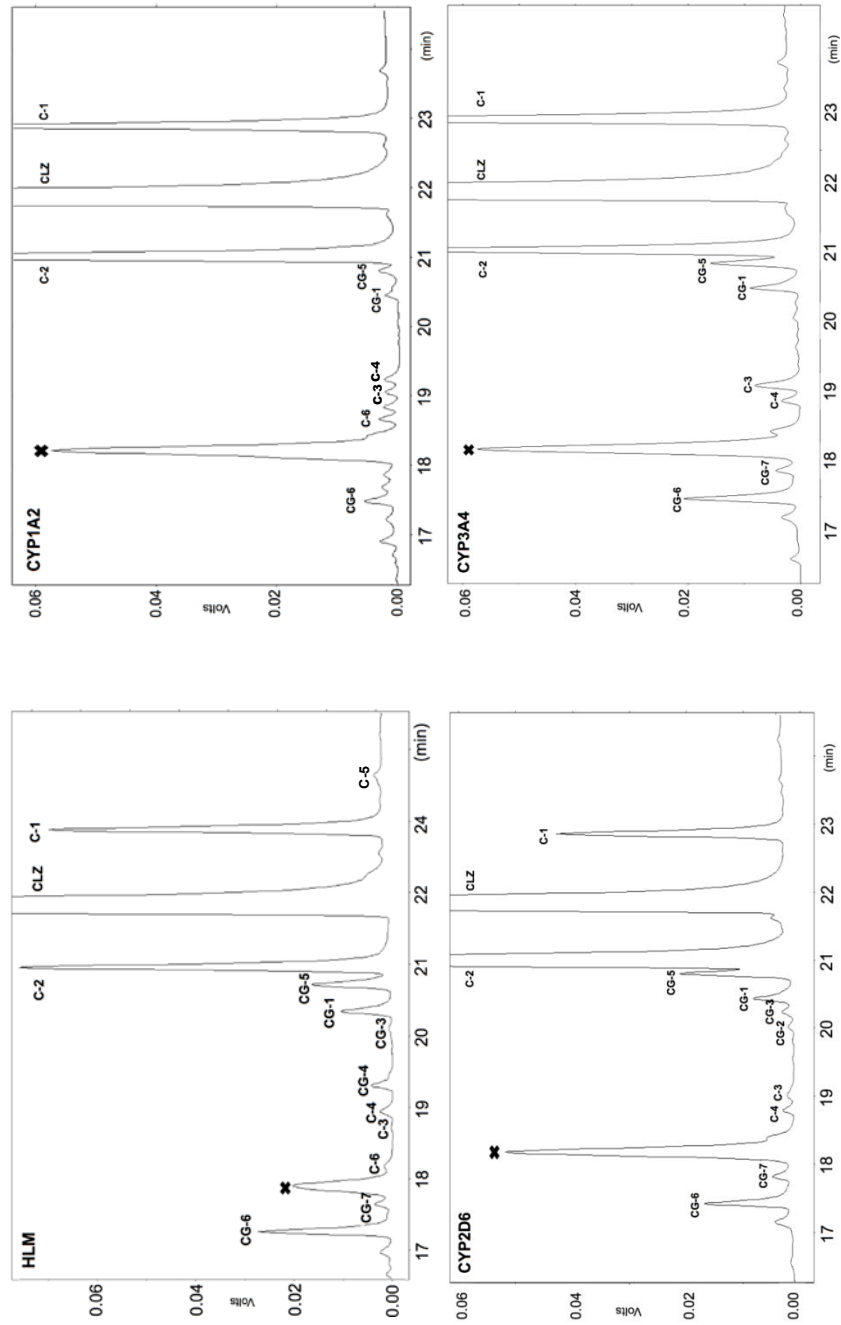 HLM
0.06
0.04
Volts
0.02
0.00
17
18
19
20
21
22
24
(min)
CG-6
CG-7
✖
C-6
C-3
C-4
CG-4
CG-3
CG-1
CG-5
C-2
CLZ
C-1
C-5
CYP1A2
0.06
0.04
Volts
0.02
0.00
17
18
19
20
21
22
23
(min)
CG-6
✖
C-6
C-3
C-4
CG-1
CG-5
C-2
CLZ
C-1
CYP2D6
0.06
0.04
Volts
0.02
0.00
17
18
19
20
21
22
23
(min)
CG-6
CG-7
✖
C-4
C-3
CG-2
CG-3
CG-1
CG-5
C-2
CLZ
C-1
CYP3A4
0.06
0.04
Volts
0.02
0.00
17
18
19
20
21
22
23
(min)
CG-6
CG-7
✖
C-4
C-3
CG-1
CG-5
C-2
CLZ
C-1